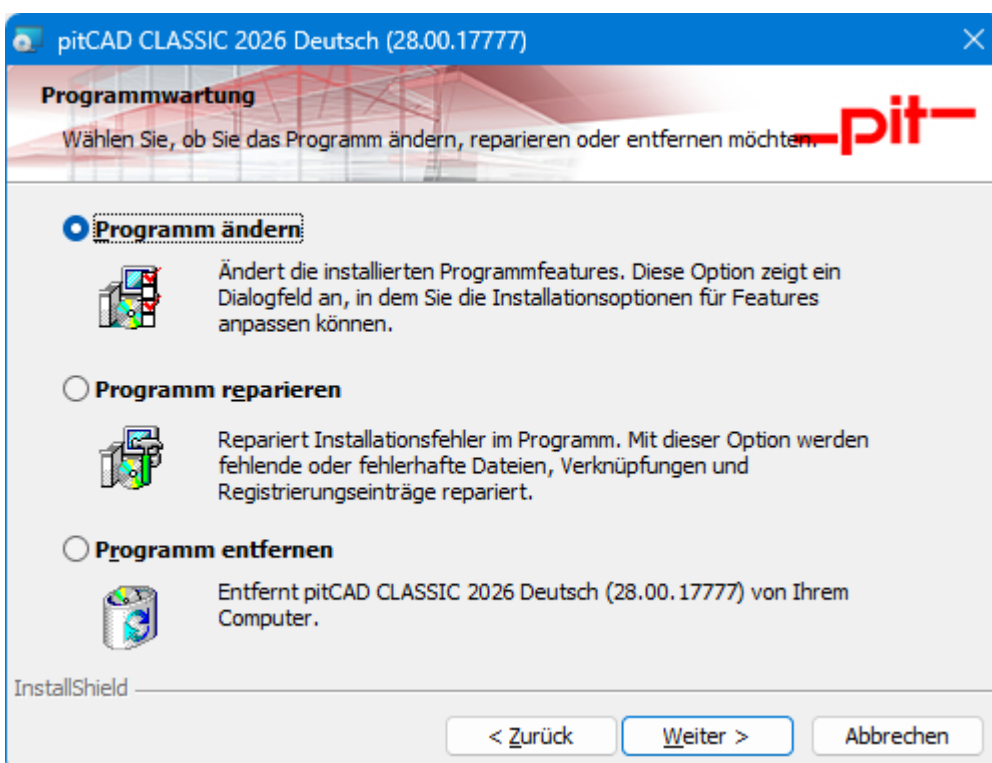 pitCAD CLASSIC 2026 Deutsch (28.00.17777)
Programmwartung
Wählen Sie, ob Sie das Programm ändern, reparieren oder entfernen möchten.
pit
Programm ändern
Ändert die installierten Programmfeatures. Diese Option zeigt ein
Dialogfeld an, in dem Sie die Installationsoptionen für Features
anpassen können.
Programm reparieren
Repariert Installationsfehler im Programm. Mit dieser Option werden
fehlende oder fehlerhafte Dateien, Verknüpfungen und
Registrierungseinträge repariert.
Programm entfernen
Entfernt pitCAD CLASSIC 2026 Deutsch (28.00.17777) von Ihrem
Computer.
InstallShield
< Zurück
Weiter >
Abbrechen